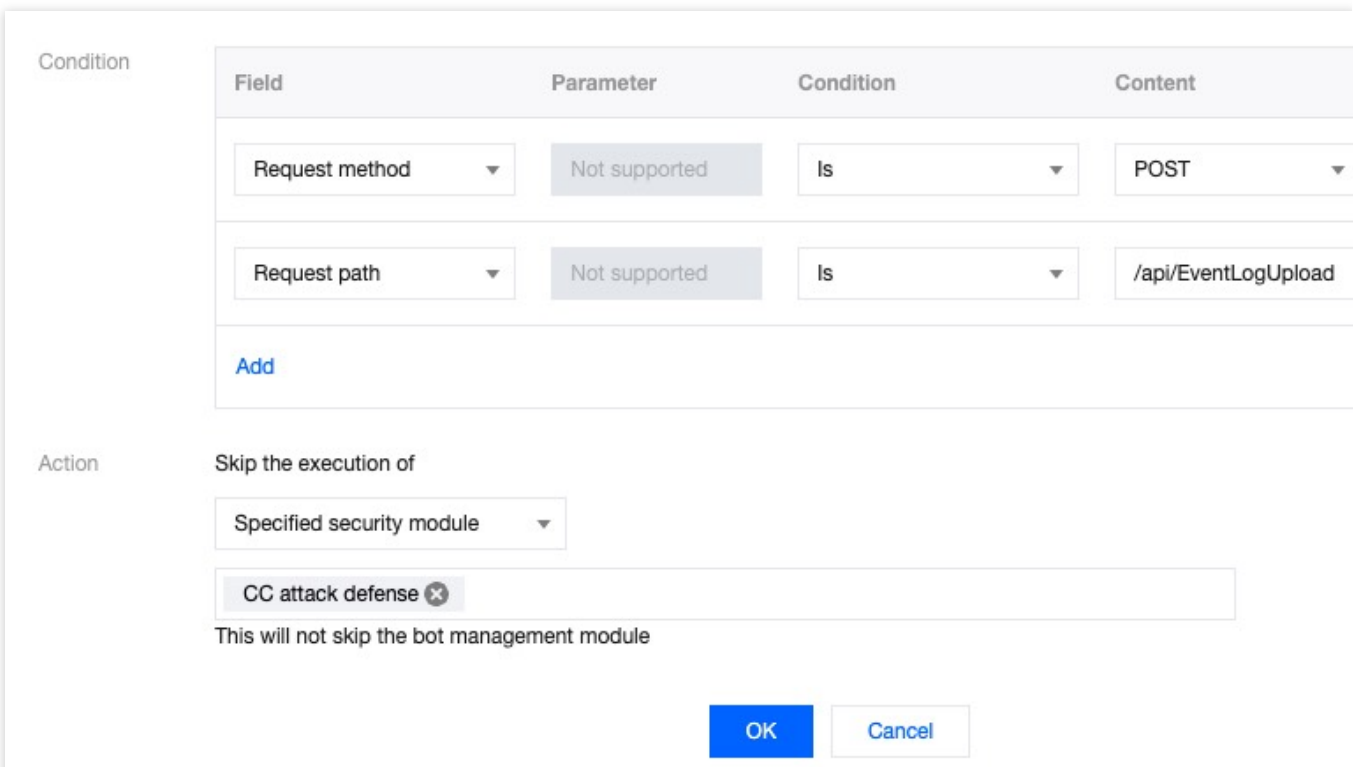 Condition
Field Parameter Condition Content
Request method Not supported Is POST
Request path Not supported Is /api/EventLogUpload
Add
Action Skip the execution of
Specified security module
CC attack defense
This will not skip the bot management module
OK Cancel